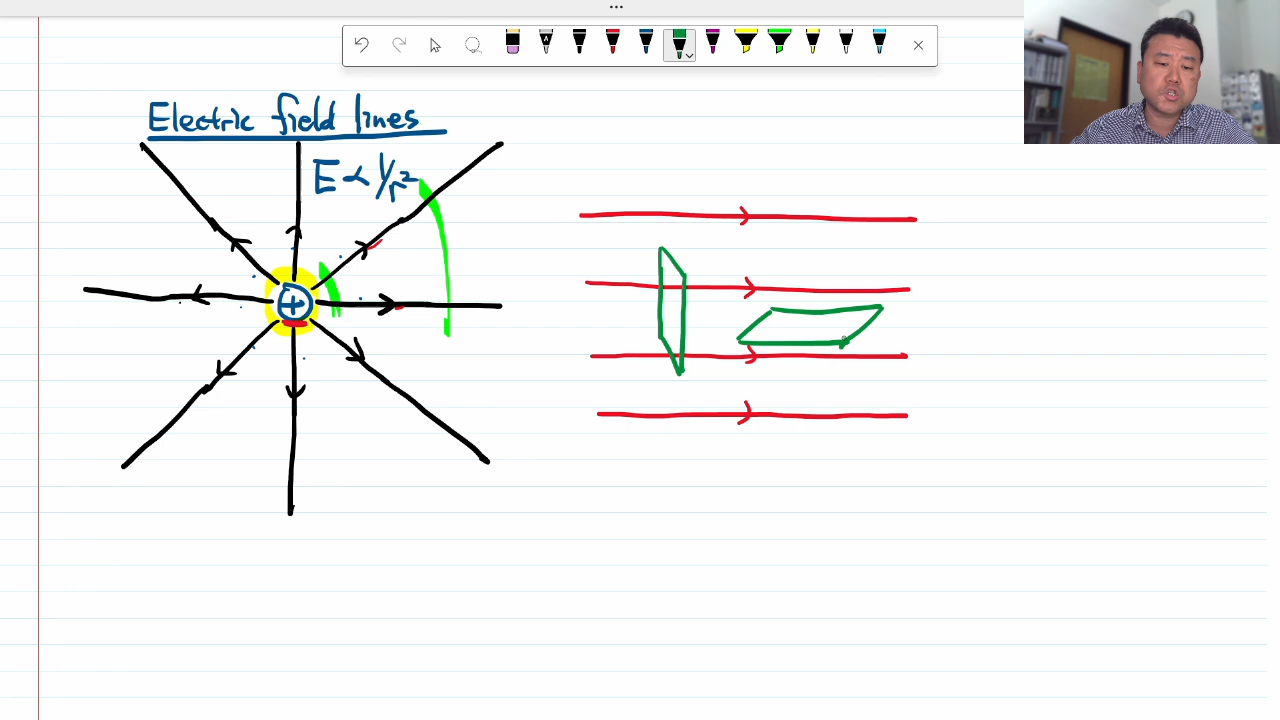 Electric field lines
E ∝ 1/r²
+